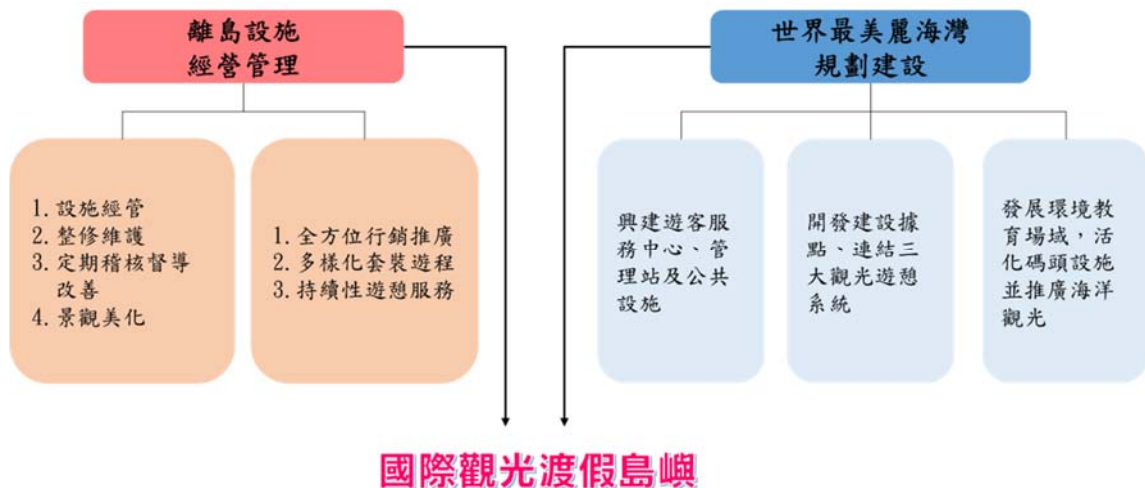 離島設施
經營管理
世界最美麗海灣
規劃建設
1. 設施經管
2. 整修維護
3. 定期稽核督導
改善
4. 景觀美化
1. 全方位行銷推廣
2. 多樣化套裝遊程
3. 持續性遊憩服務
興建遊客服
務中心、管
理站及公共
設施
開發建設據
點、連結三
大觀光遊憩
系統
發展環境教
育場域，活
化碼頭設施
並推廣海洋
觀光
國際觀光渡假島嶼